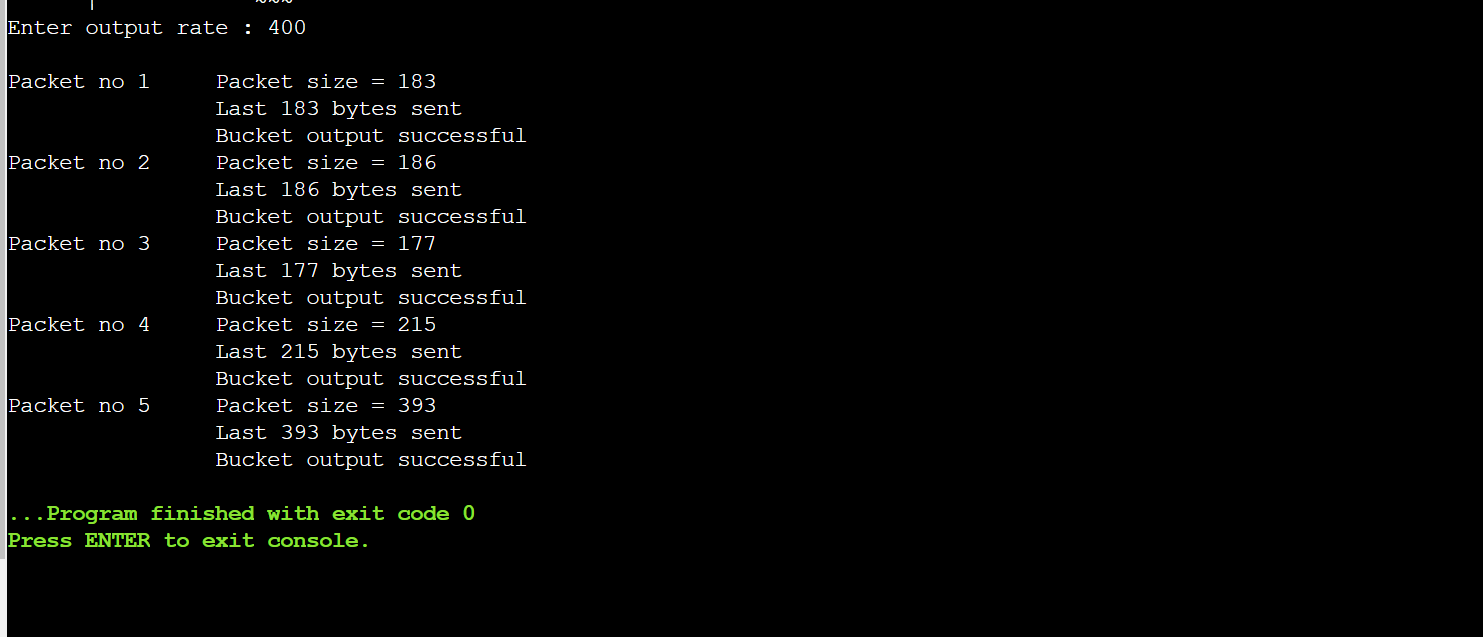 Enter output rate : 400
Packet no 1 Packet size = 183
Last 183 bytes sent
Bucket output successful
Packet no 2 Packet size = 186
Last 186 bytes sent
Bucket output successful
Packet no 3 Packet size = 177
Last 177 bytes sent
Bucket output successful
Packet no 4 Packet size = 215
Last 215 bytes sent
Bucket output successful
Packet no 5 Packet size = 393
Last 393 bytes sent
Bucket output successful
...Program finished with exit code 0
Press ENTER to exit console.